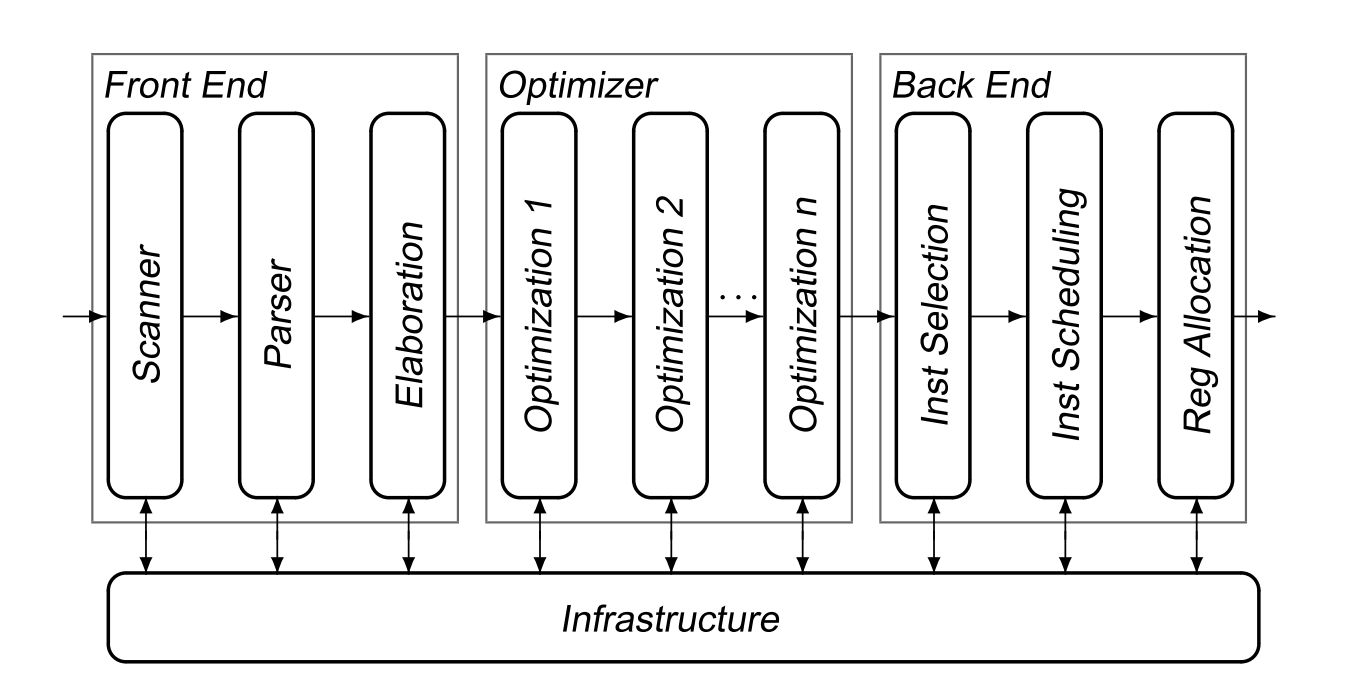 Front End
Optimizer
Back End
Scanner
Parser
Elaboration
Optimization 1
Optimization 2
...
Optimization n
Inst Selection
Inst Scheduling
Reg Allocation
Infrastructure